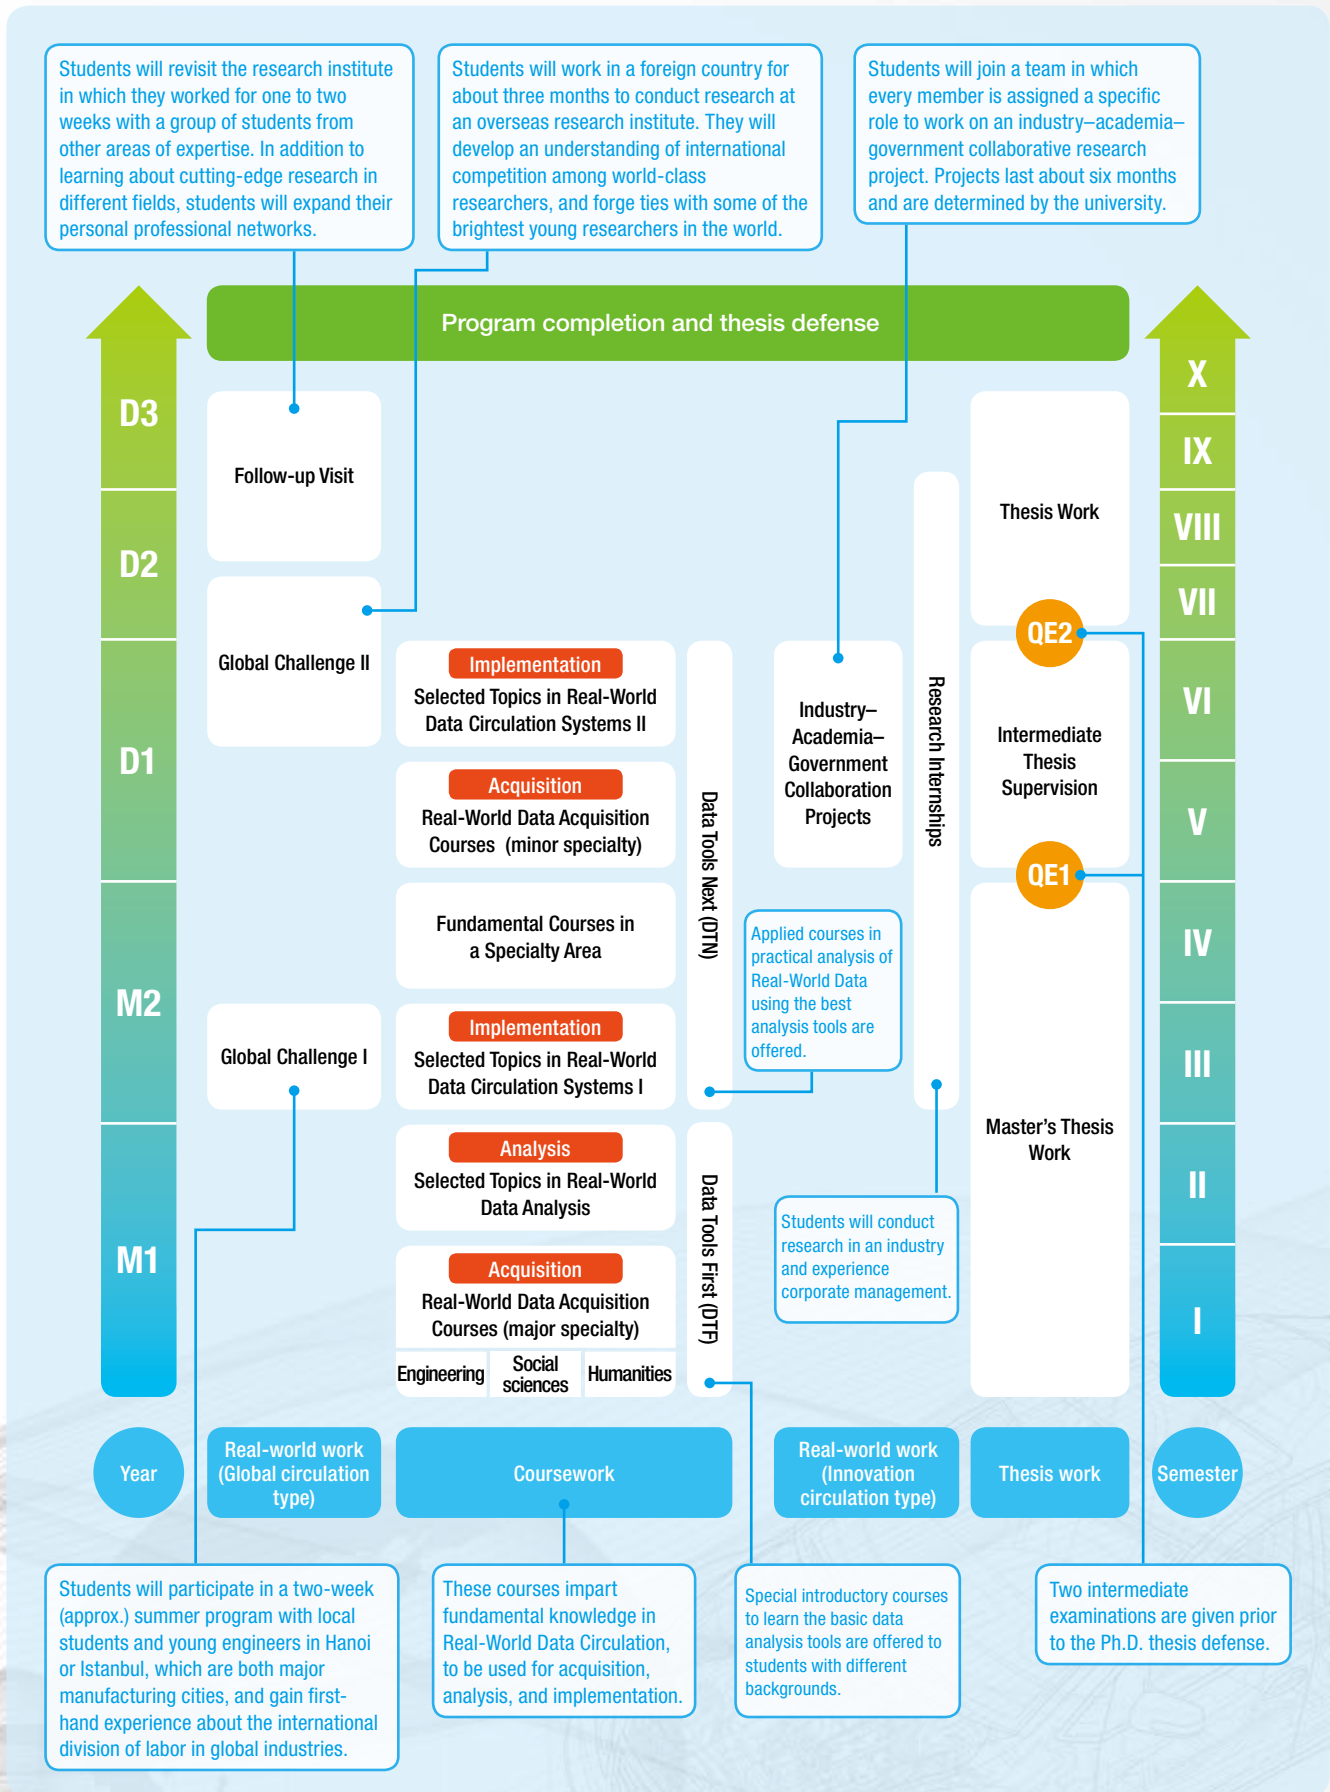 Students will revisit the research institute
in which they worked for one to two
weeks with a group of students from
other areas of expertise. In addition to
learning about cutting-edge research in
different fields, students will expand their
personal professional networks.
Students will work in a foreign country for
about three months to conduct research at
an overseas research institute. They will
develop an understanding of international
competition among world-class
researchers, and forge ties with some of the
brightest young researchers in the world.
Students will join a team in which
every member is assigned a specific
role to work on an industry–academia–
government collaborative research
project. Projects last about six months
and are determined by the university.
Program completion and thesis defense
D3
D2
D1
M2
M1
Year
Follow-up Visit
Global Challenge II
Global Challenge I
Real-world work
(Global circulation
type)
Implementation
Selected Topics in Real-World
Data Circulation Systems II
Acquisition
Real-World Data Acquisition
Courses (minor specialty)
Fundamental Courses in
a Specialty Area
Implementation
Selected Topics in Real-World
Data Circulation Systems I
Analysis
Selected Topics in Real-World
Data Analysis
Acquisition
Real-World Data Acquisition
Courses (major specialty)
Engineering
Social
sciences
Humanities
Data Tools Next (DTN)
Data Tools First (DTF)
Coursework
Industry–
Academia–
Government
Collaboration
Projects
Research Internships
Applied courses in
practical analysis of
Real-World Data
using the best
analysis tools are
offered.
Students will conduct
research in an industry
and experience
corporate management.
Real-world work
(Innovation
circulation type)
Thesis Work
QE2
Intermediate
Thesis
Supervision
QE1
Master's Thesis
Work
Thesis work
X
IX
VIII
VII
VI
V
IV
III
II
I
Semester
Students will participate in a two-week
(approx.) summer program with local
students and young engineers in Hanoi
or Istanbul, which are both major
manufacturing cities, and gain first-
hand experience about the international
division of labor in global industries.
These courses impart
fundamental knowledge in
Real-World Data Circulation,
to be used for acquisition,
analysis, and implementation.
Special introductory courses
to learn the basic data
analysis tools are offered to
students with different
backgrounds.
Two intermediate
examinations are given prior
to the Ph.D. thesis defense.